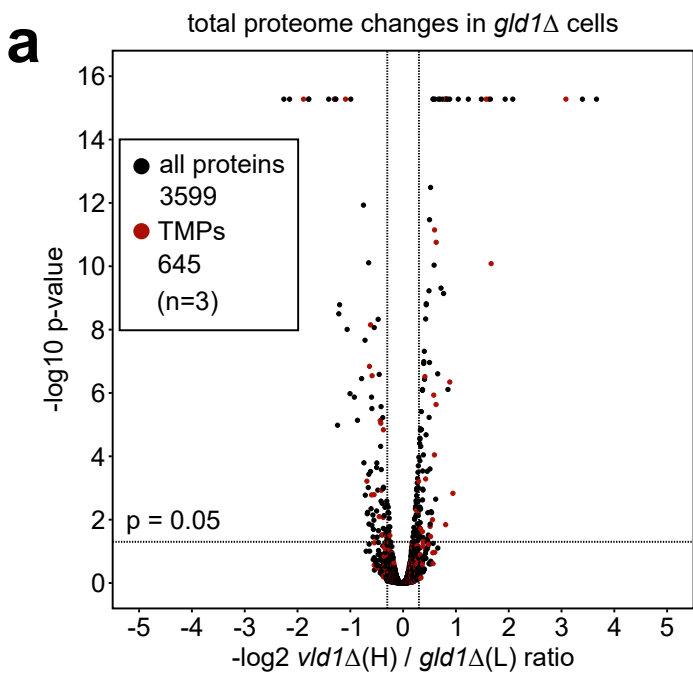 a
total proteome changes in gld1Δ cells
16
14
12
10
8
6
4
2
0
-log10 p-value
all proteins
3599
TMPs
645
(n=3)
p = 0.05
-5 -4 -3 -2 -1 0 1 2 3 4 5
-log2 vld1Δ(H) / gld1Δ(L) ratio